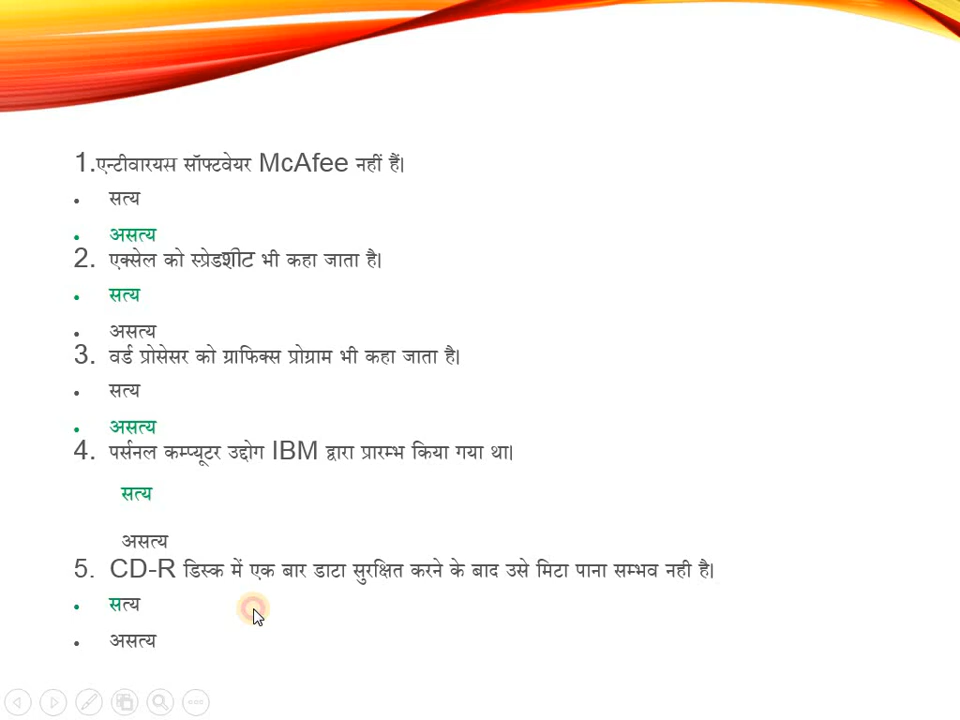 1.एन्टीवारयस सॉफ्टवेयर McAfee नहीं हैं।
• सत्य
• असत्य
2. एक्सेल को स्प्रेडशीट भी कहा जाता है।
• सत्य
• असत्य
3. वर्ड प्रोसेसर को ग्राफिक्स प्रोग्राम भी कहा जाता है।
• सत्य
• असत्य
4. पर्सनल कम्प्यूटर उद्दोग IBM द्वारा प्रारम्भ किया गया था।
सत्य
असत्य
5. CD-R डिस्क में एक बार डाटा सुरक्षित करने के बाद उसे मिटा पाना सम्भव नही है।
• सत्य
• असत्य